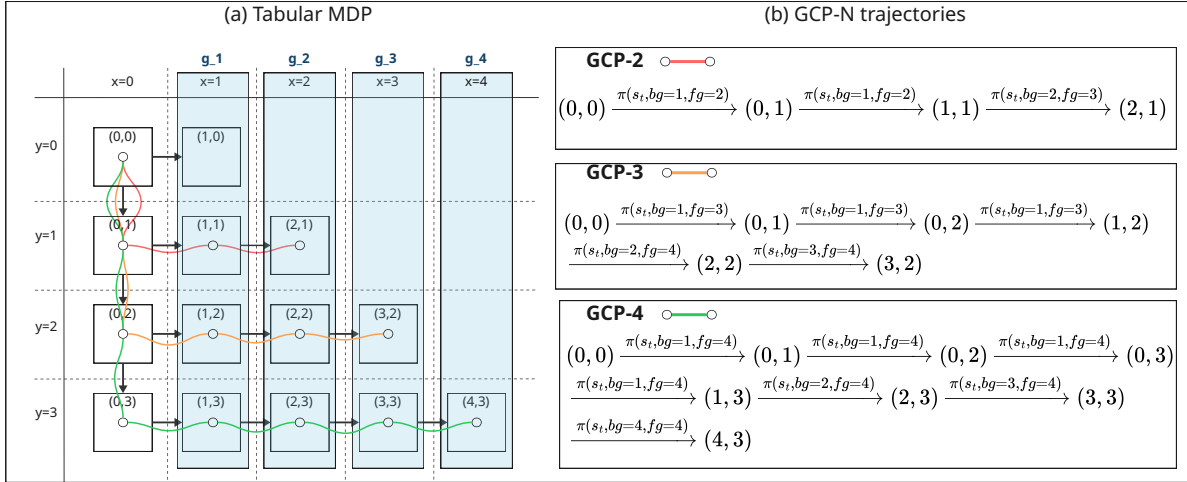 (a) Tabular MDP
g_1 g_2 g_3 g_4
x=0 x=1 x=2 x=3 x=4
(0,0) (1,0)
y=0
(0,1) (1,1) (2,1)
y=1
(0,2) (1,2) (2,2) (3,2)
y=2
(0,3) (1,3) (2,3) (3,3) (4,3)
y=3
(b) GCP-N trajectories
GCP-2
π(s_t,bg=1,fg=2) π(s_t,bg=1,fg=2) π(s_t,bg=2,fg=3)
(0,0) (0,1) (1,1) (2,1)
GCP-3
π(s_t,bg=1,fg=3) π(s_t,bg=1,fg=3) π(s_t,bg=1,fg=3)
(0,0) (0,1) (0,2) (1,2)
π(s_t,bg=2,fg=4) π(s_t,bg=3,fg=4)
(2,2) (3,2)
GCP-4
π(s_t,bg=1,fg=4) π(s_t,bg=1,fg=4) π(s_t,bg=1,fg=4)
(0,0) (0,1) (0,2) (0,3)
π(s_t,bg=1,fg=4) π(s_t,bg=2,fg=4) π(s_t,bg=3,fg=4)
(1,3) (2,3) (3,3)
π(s_t,bg=4,fg=4)
(4,3)